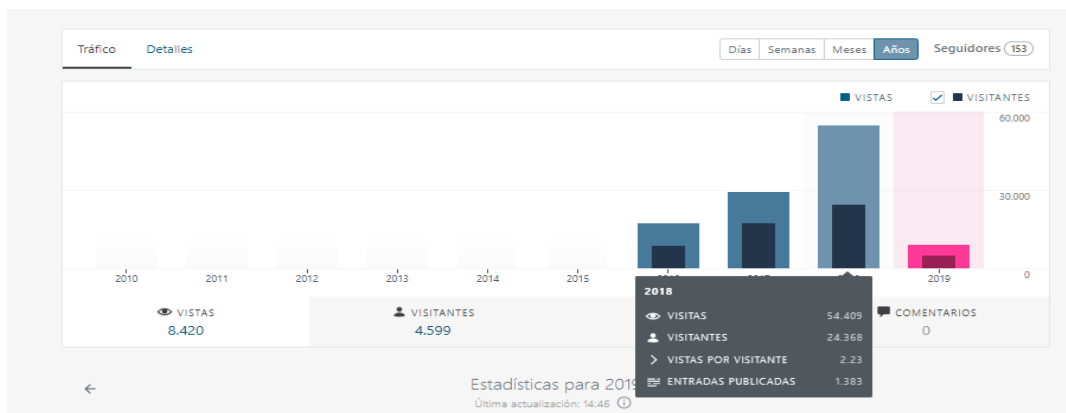 Tráfico Detalles Días Semanas Meses Años Seguidores 153
VISTAS VISITANTES
60.000
30.000
0
2010 2011 2012 2013 2014 2015 2019
2018
VISITAS 54.409
VISITANTES 24.368
VISTAS POR VISITANTE 2.23
ENTRADAS PUBLICADAS 1.383
VISTAS VISITANTES COMENTARIOS
8.420 4.599 0
Estadísticas para 2019
Última actualización: 14:46